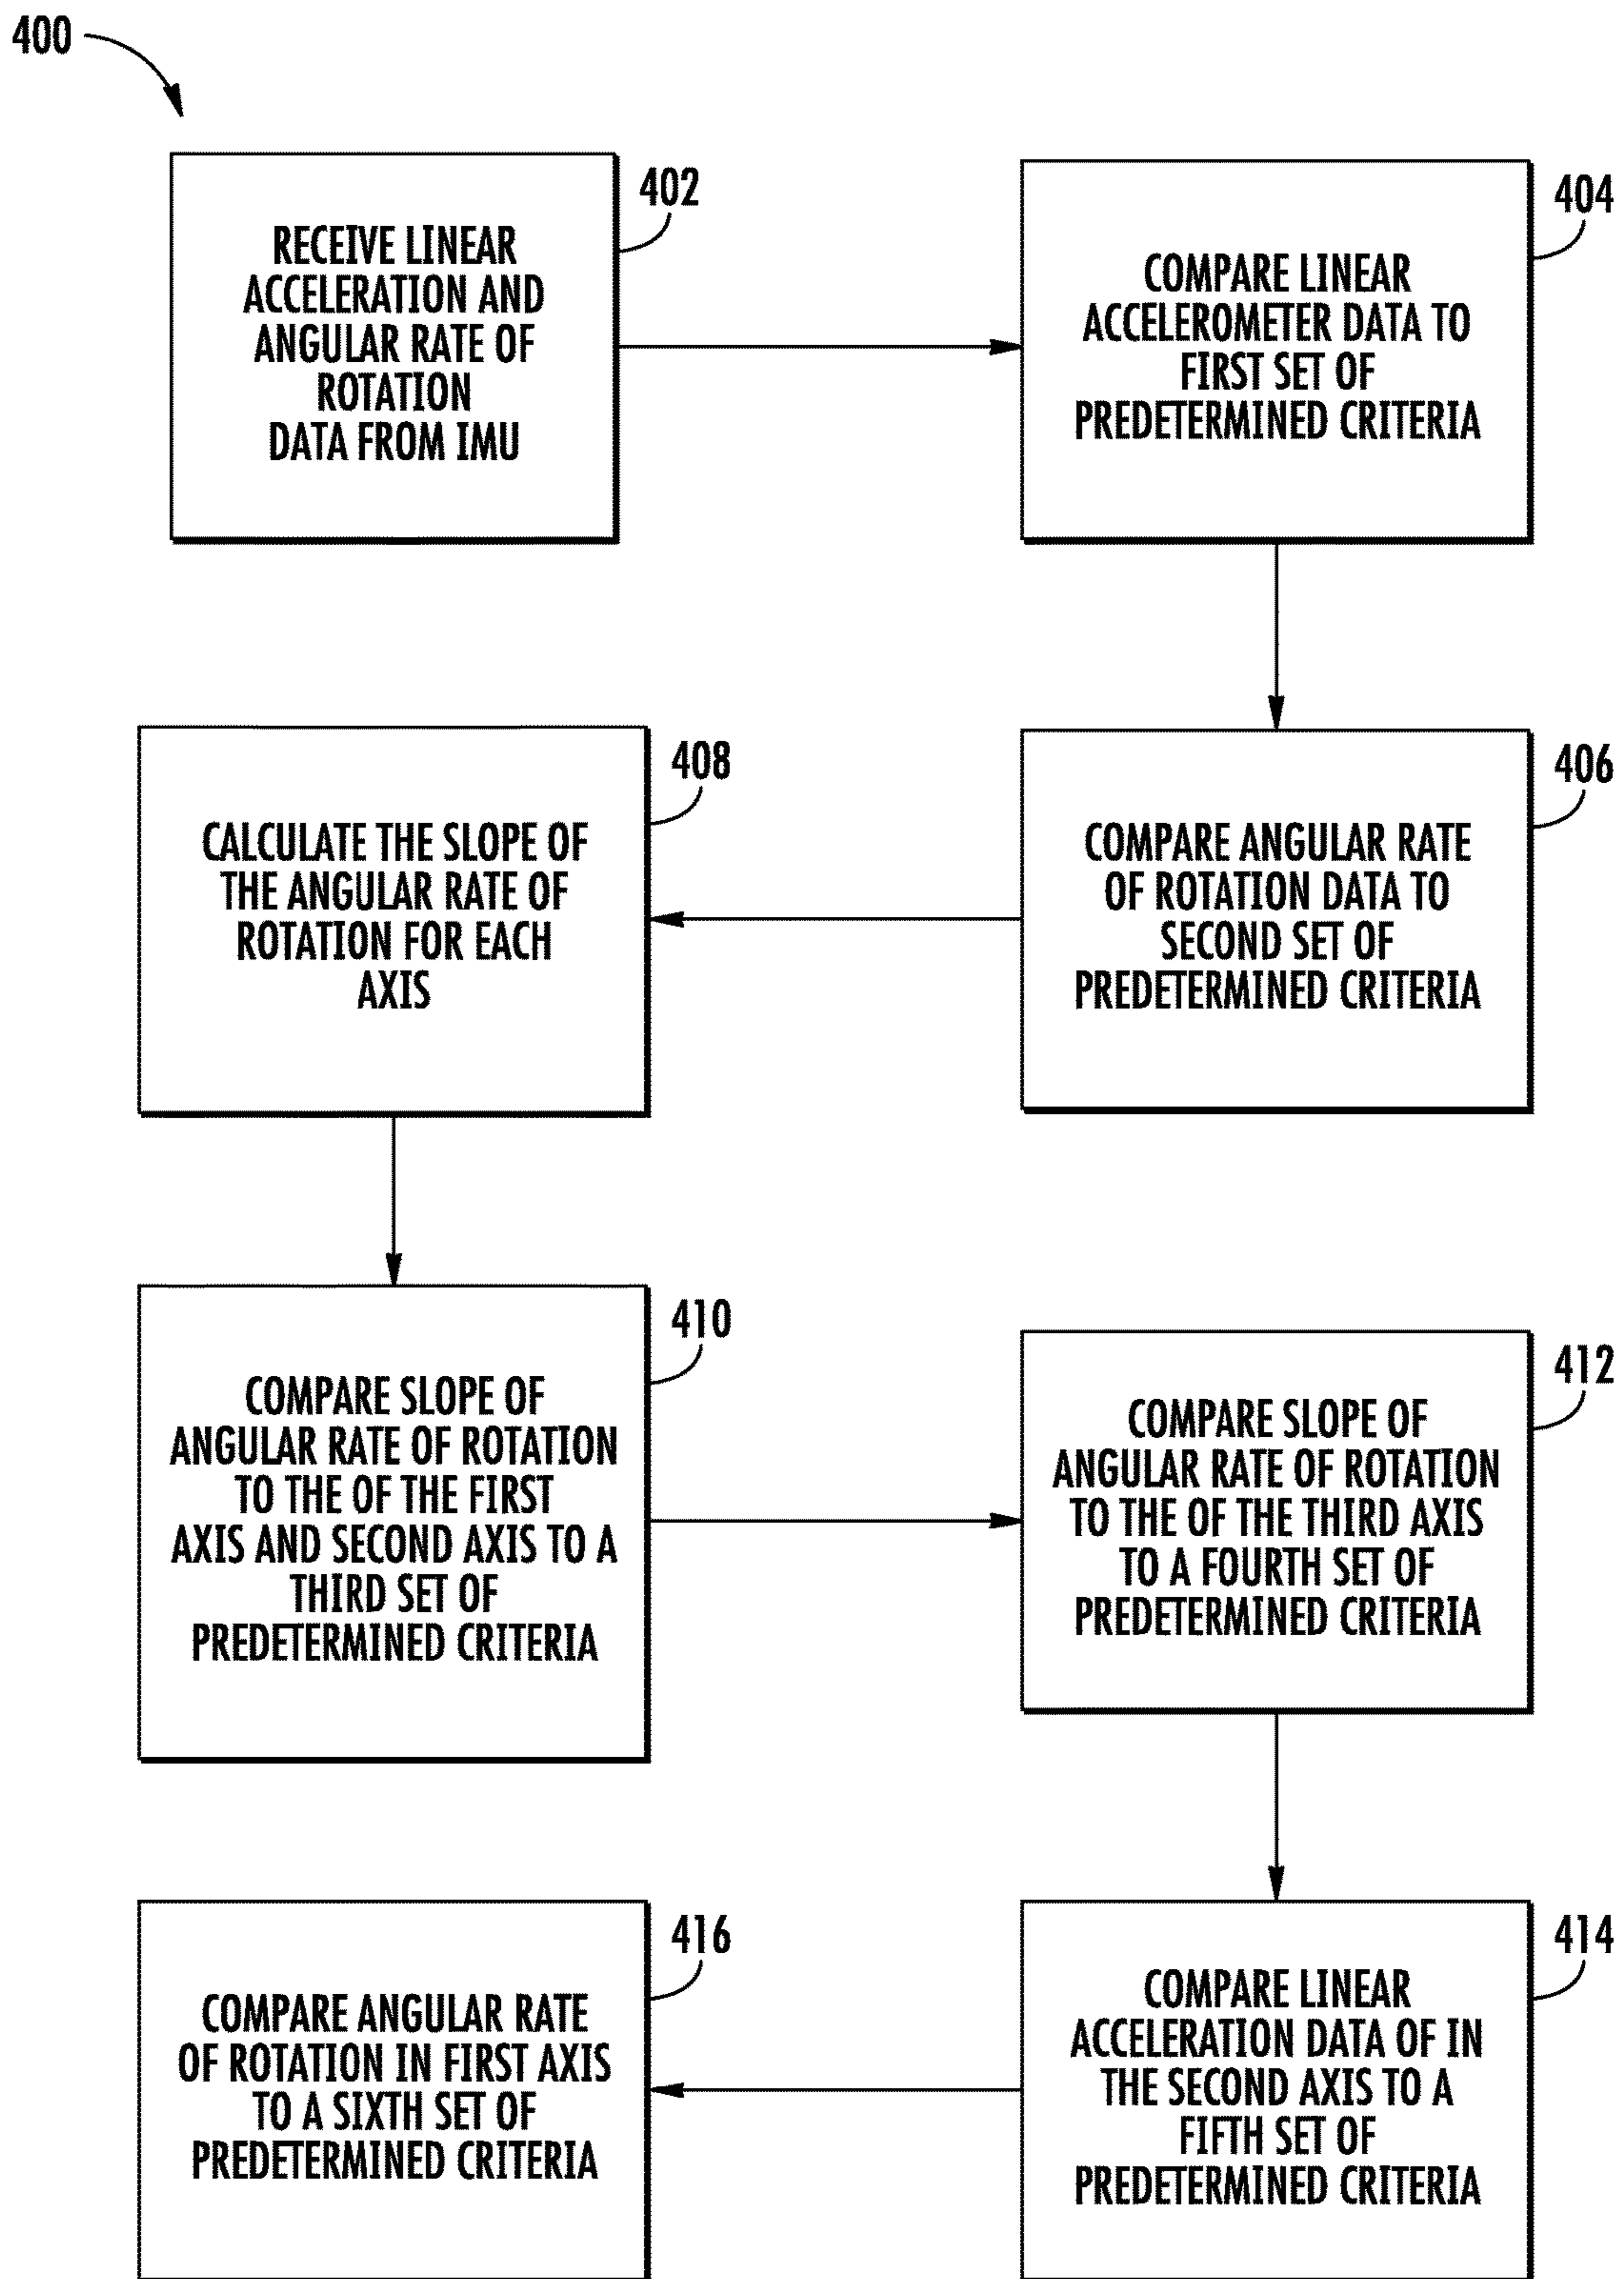 400
402
RECEIVE LINEAR
ACCELERATION AND
ANGULAR RATE OF
ROTATION
DATA FROM IMU
404
COMPARE LINEAR
ACCELEROMETER DATA TO
FIRST SET OF
PREDETERMINED CRITERIA
406
COMPARE ANGULAR RATE
OF ROTATION DATA TO
SECOND SET OF
PREDETERMINED CRITERIA
408
CALCULATE THE SLOPE OF
THE ANGULAR RATE OF
ROTATION FOR EACH
AXIS
410
COMPARE SLOPE OF
ANGULAR RATE OF ROTATION
TO THE OF THE FIRST
AXIS AND SECOND AXIS TO A
THIRD SET OF
PREDETERMINED CRITERIA
412
COMPARE SLOPE OF
ANGULAR RATE OF ROTATION
TO THE OF THE THIRD AXIS
TO A FOURTH SET OF
PREDETERMINED CRITERIA
414
COMPARE LINEAR
ACCELERATION DATA OF IN
THE SECOND AXIS TO A
FIFTH SET OF
PREDETERMINED CRITERIA
416
COMPARE ANGULAR RATE
OF ROTATION IN FIRST AXIS
TO A SIXTH SET OF
PREDETERMINED CRITERIA